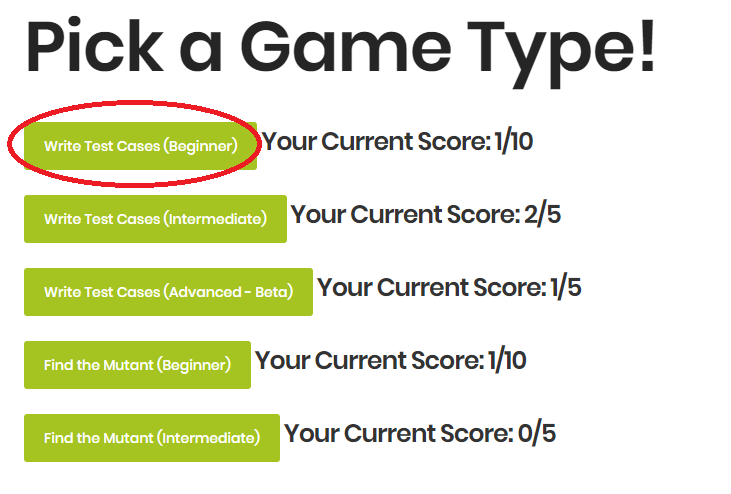 Pick a Game Type!
Write Test Cases (Beginner) Your Current Score: 1/10
Write Test Cases (Intermediate) Your Current Score: 2/5
Write Test Cases (Advanced - Beta) Your Current Score: 1/5
Find the Mutant (Beginner) Your Current Score: 1/10
Find the Mutant (Intermediate) Your Current Score: 0/5